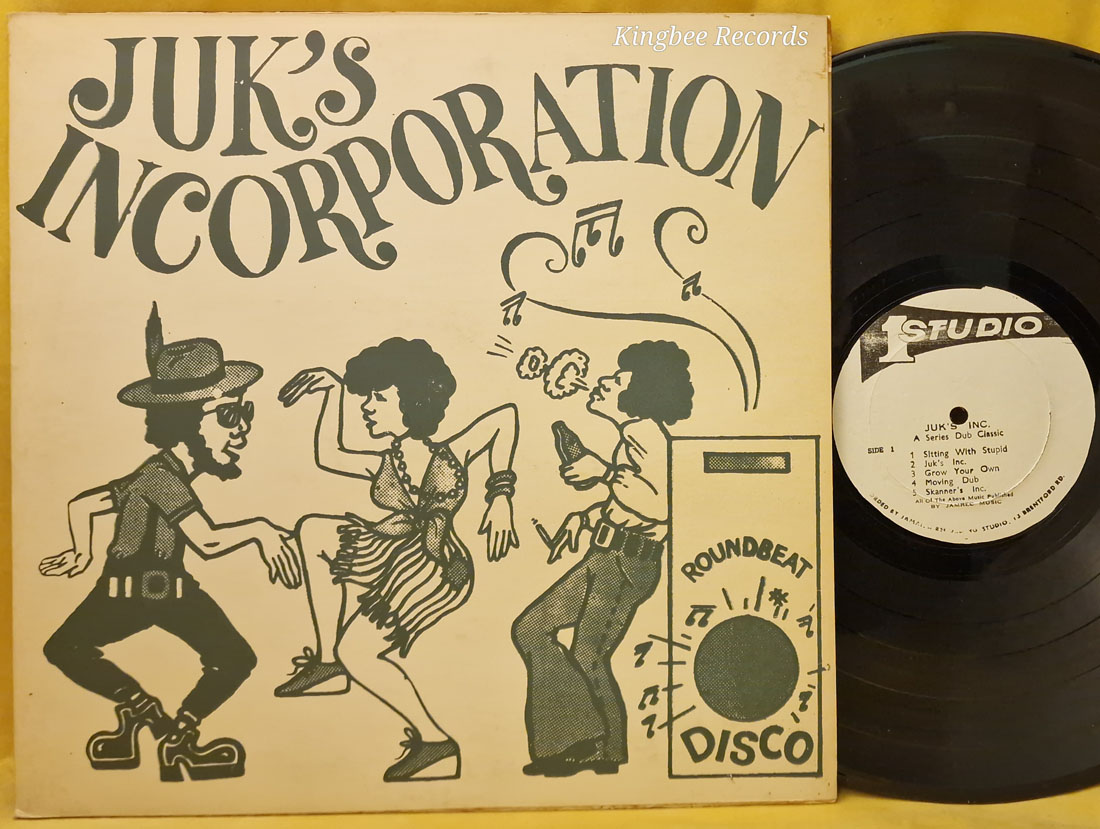 Kingbee Records
JUK'S
INCORPORATION
ROUNDBEAT
DISCO
1 STUDIO
JUK'S INC.
A Series Dub Classic
SIDE 1
1 Sitting With Stupid
2 Juk's Inc.
3 Grow Your Own
4 Moving Dub
5 Skanner's Inc.
All Of The Above Music Published
BY JAMREC MUSIC
STUDIO, 13 BRENTFORD RD.